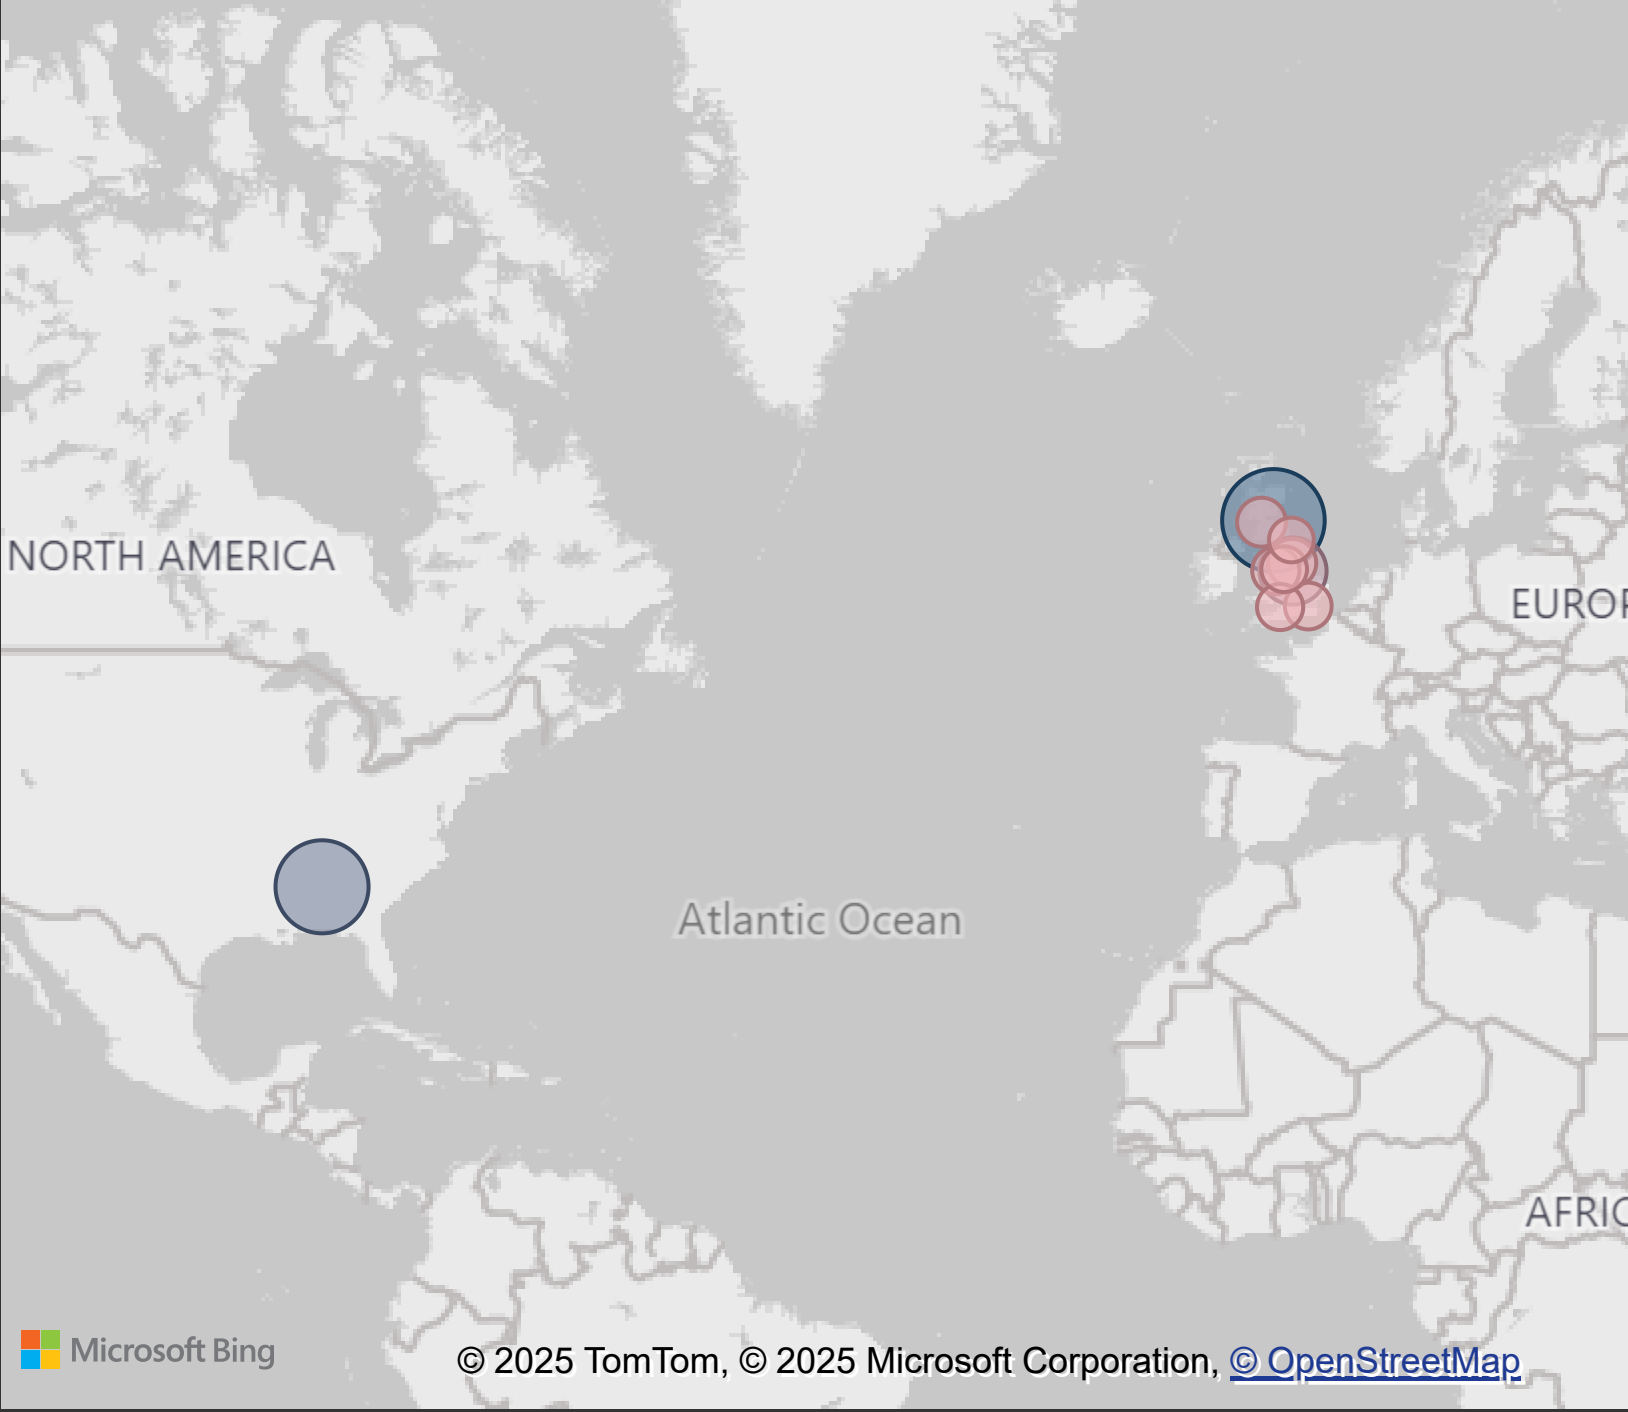 NORTH AMERICA
EUROP
Atlantic Ocean
AFRIC
Microsoft Bing
© 2025 TomTom, © 2025 Microsoft Corporation, © OpenStreetMap